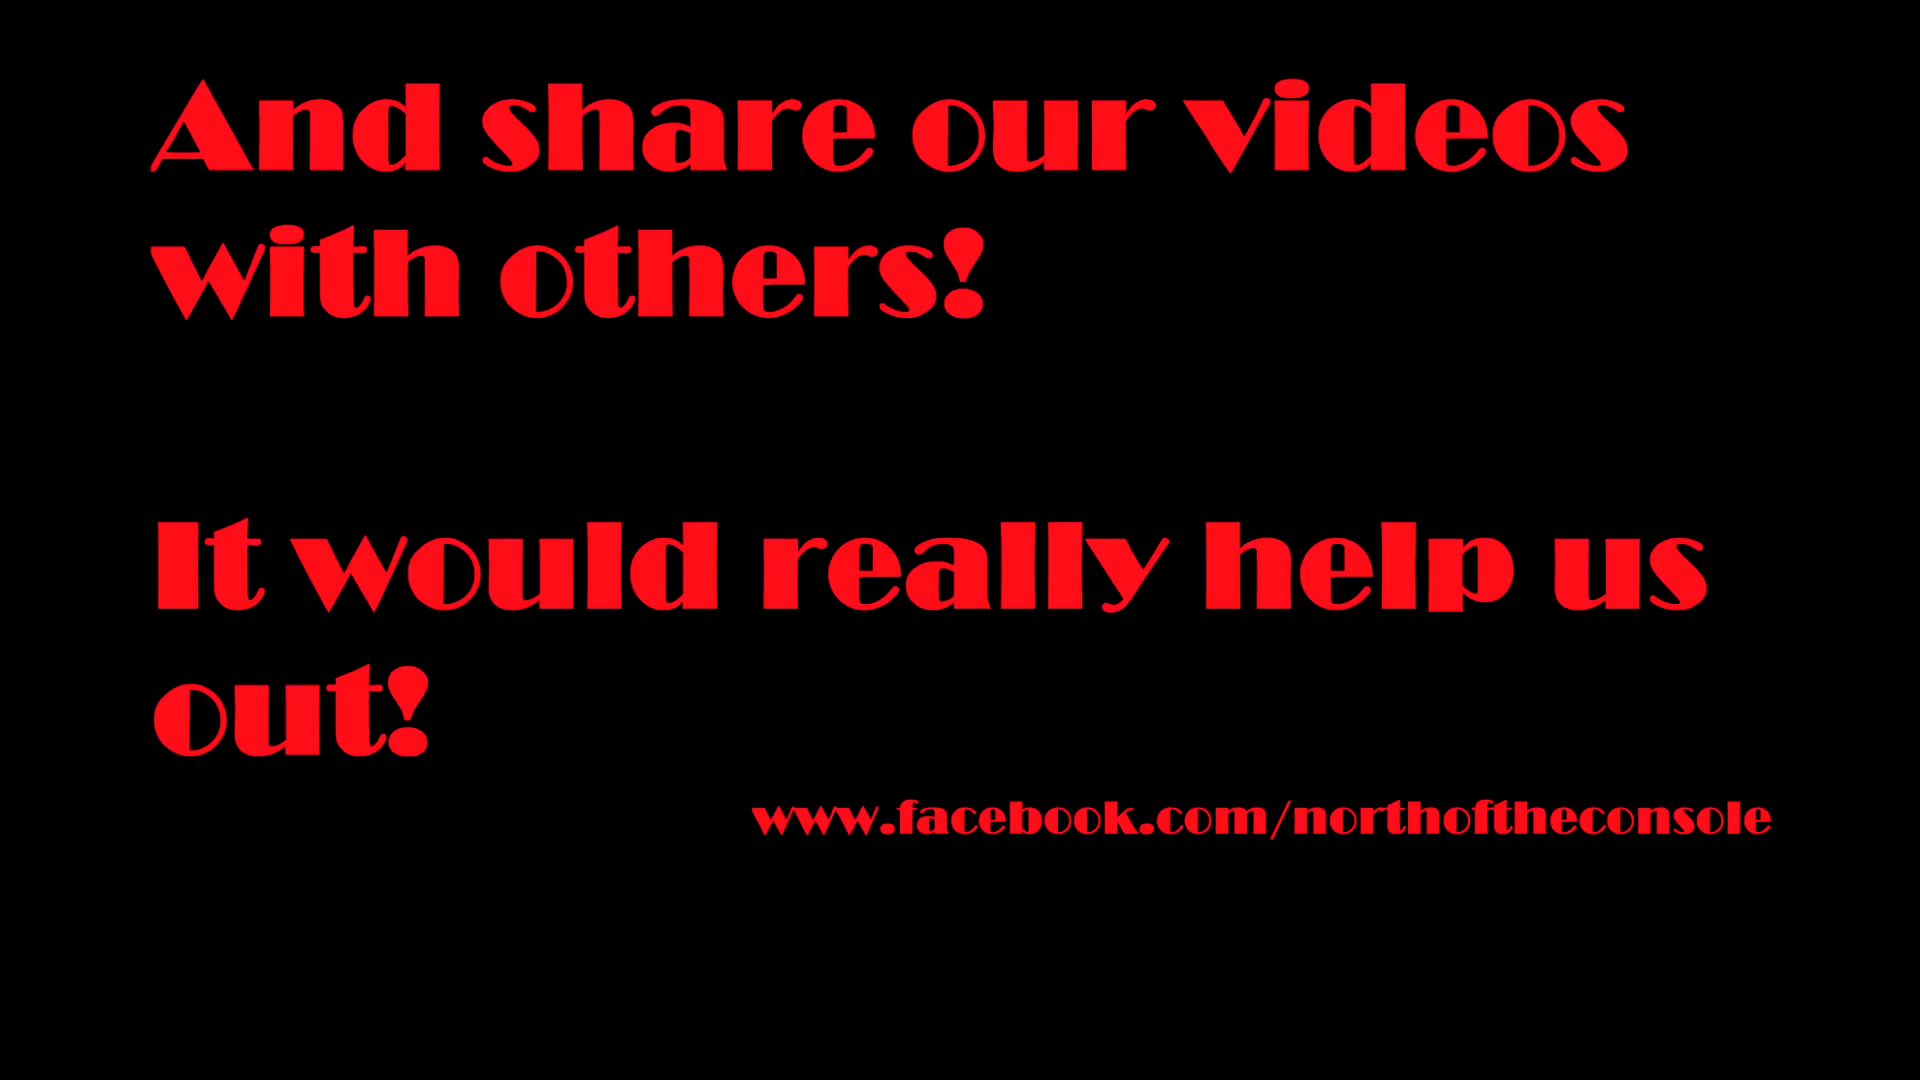 And share our videos
with others!
It would really help us
out!
www.facebook.com/northoftheconsole